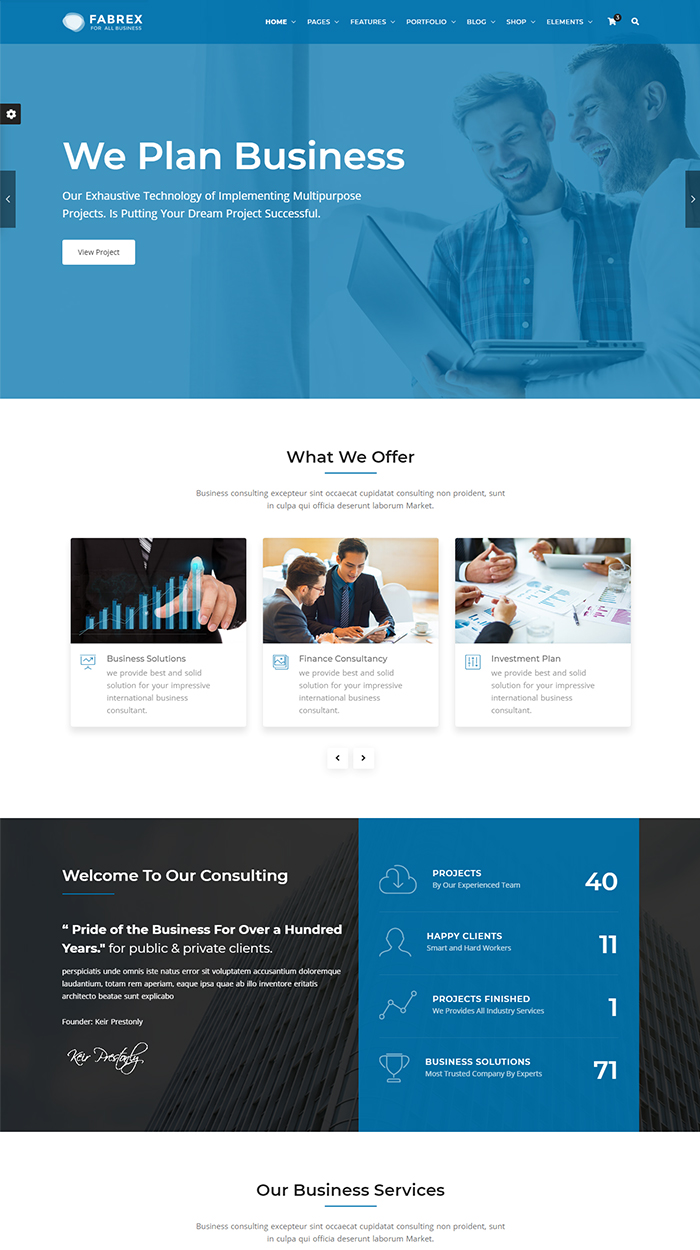 FABREX
FOR ALL BUSINESS
HOME PAGES FEATURES PORTFOLIO BLOG SHOP ELEMENTS 3
We Plan Business
Our Exhaustive Technology of Implementing Multipurpose
Projects. Is Putting Your Dream Project Successful.
View Project
What We Offer
Business consulting excepteur sint occaecat cupidatat consulting non proident, sunt
in culpa qui officia deserunt laborum Market.
Business Solutions
we provide best and solid
solution for your impressive
international business
consultant.
Finance Consultancy
we provide best and solid
solution for your impressive
international business
consultant.
Investment Plan
we provide best and solid
solution for your impressive
international business
consultant.
Welcome To Our Consulting
“ Pride of the Business For Over a Hundred
Years." for public & private clients.
perspiciatis unde omnis iste natus error sit voluptatem accusantium doloremque
laudantium, totam rem aperiam, eaque ipsa quae ab illo inventore eritatis
architecto beatae sunt explicabo
Founder: Keir Prestonly
Keir Prestonly
PROJECTS
By Our Experienced Team
40
HAPPY CLIENTS
Smart and Hard Workers
11
PROJECTS FINISHED
We Provides All Industry Services
1
BUSINESS SOLUTIONS
Most Trusted Company By Experts
71
Our Business Services
Business consulting excepteur sint occaecat cupidatat consulting non proident, sunt
in culpa qui officia deserunt laborum Market.